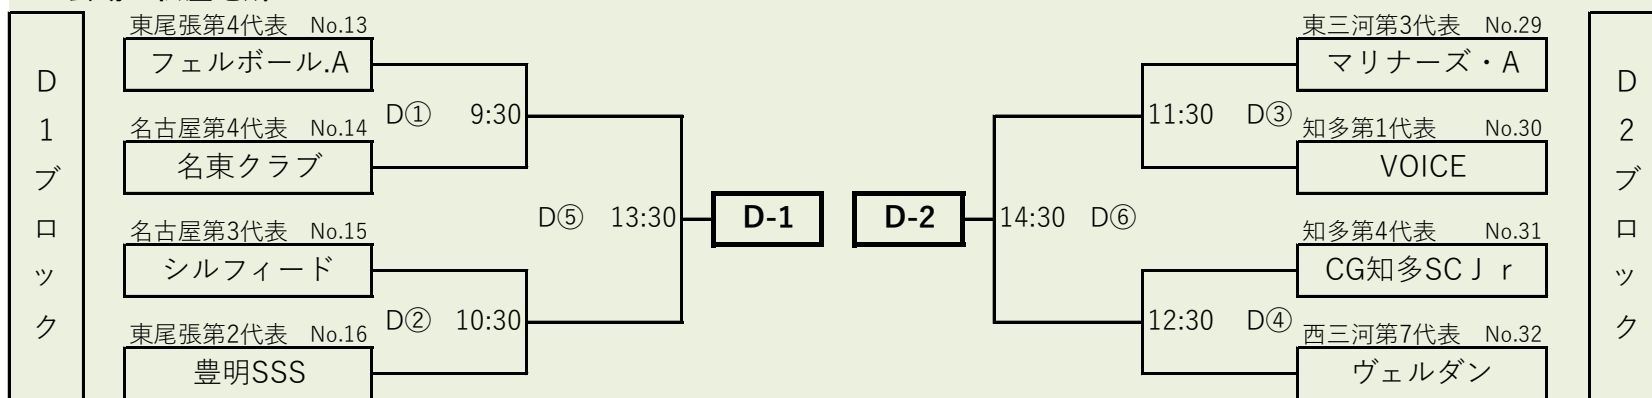 東尾張第4代表 No.13
フェルボール.A
D① 9:30
名古屋第4代表 No.14
名東クラブ
D⑤ 13:30
D-1
名古屋第3代表 No.15
シルフィード
D② 10:30
東尾張第2代表 No.16
豊明SSS
D1ブロック
東三河第3代表 No.29
マリナーズ・A
11:30 D③
知多第1代表 No.30
VOICE
D-2
14:30 D⑥
知多第4代表 No.31
CG知多SCJr
12:30 D④
西三河第7代表 No.32
ヴェルダン
D2ブロック